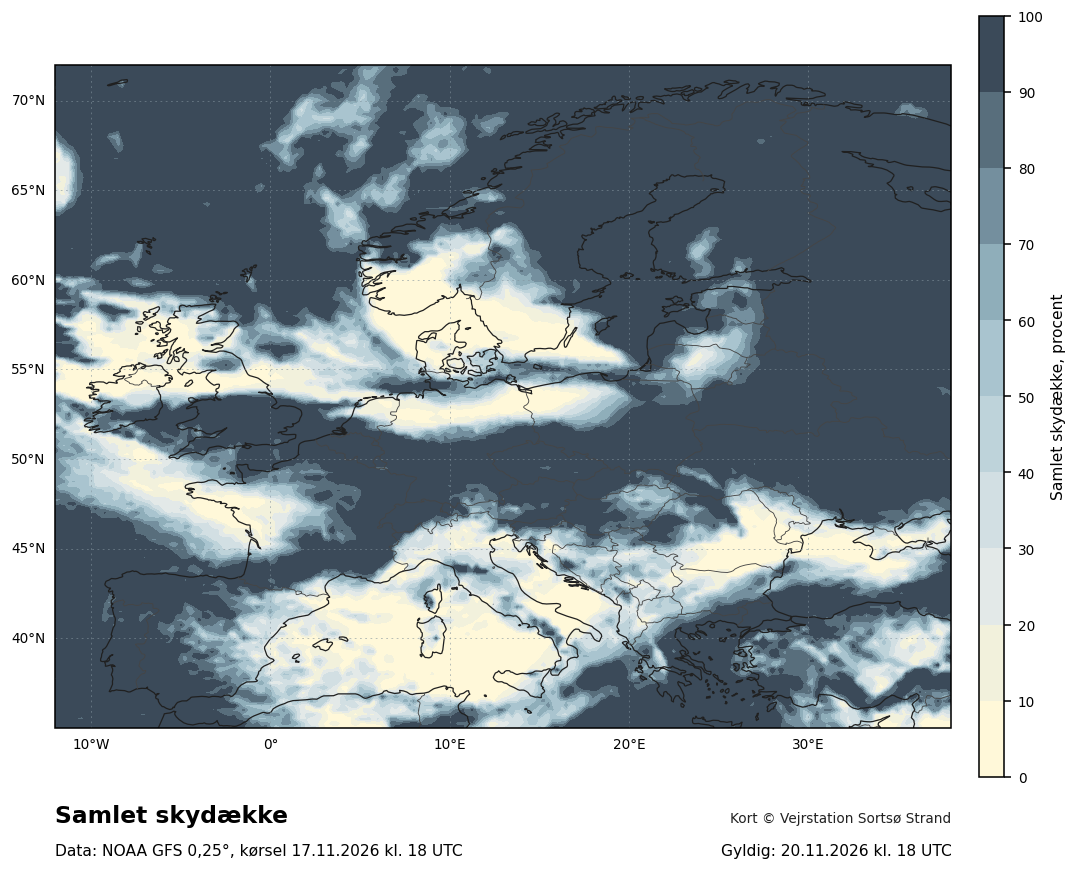 100
90
80
70
60
50
40
30
20
10
0
Samlet skydække, procent
70°N
65°N
60°N
55°N
50°N
45°N
40°N
10°W
0°
10°E
20°E
30°E
Samlet skydække
Kort © Vejrstation Sortsø Strand
Data: NOAA GFS 0,25°, kørsel 17.11.2026 kl. 18 UTC
Gyldig: 20.11.2026 kl. 18 UTC